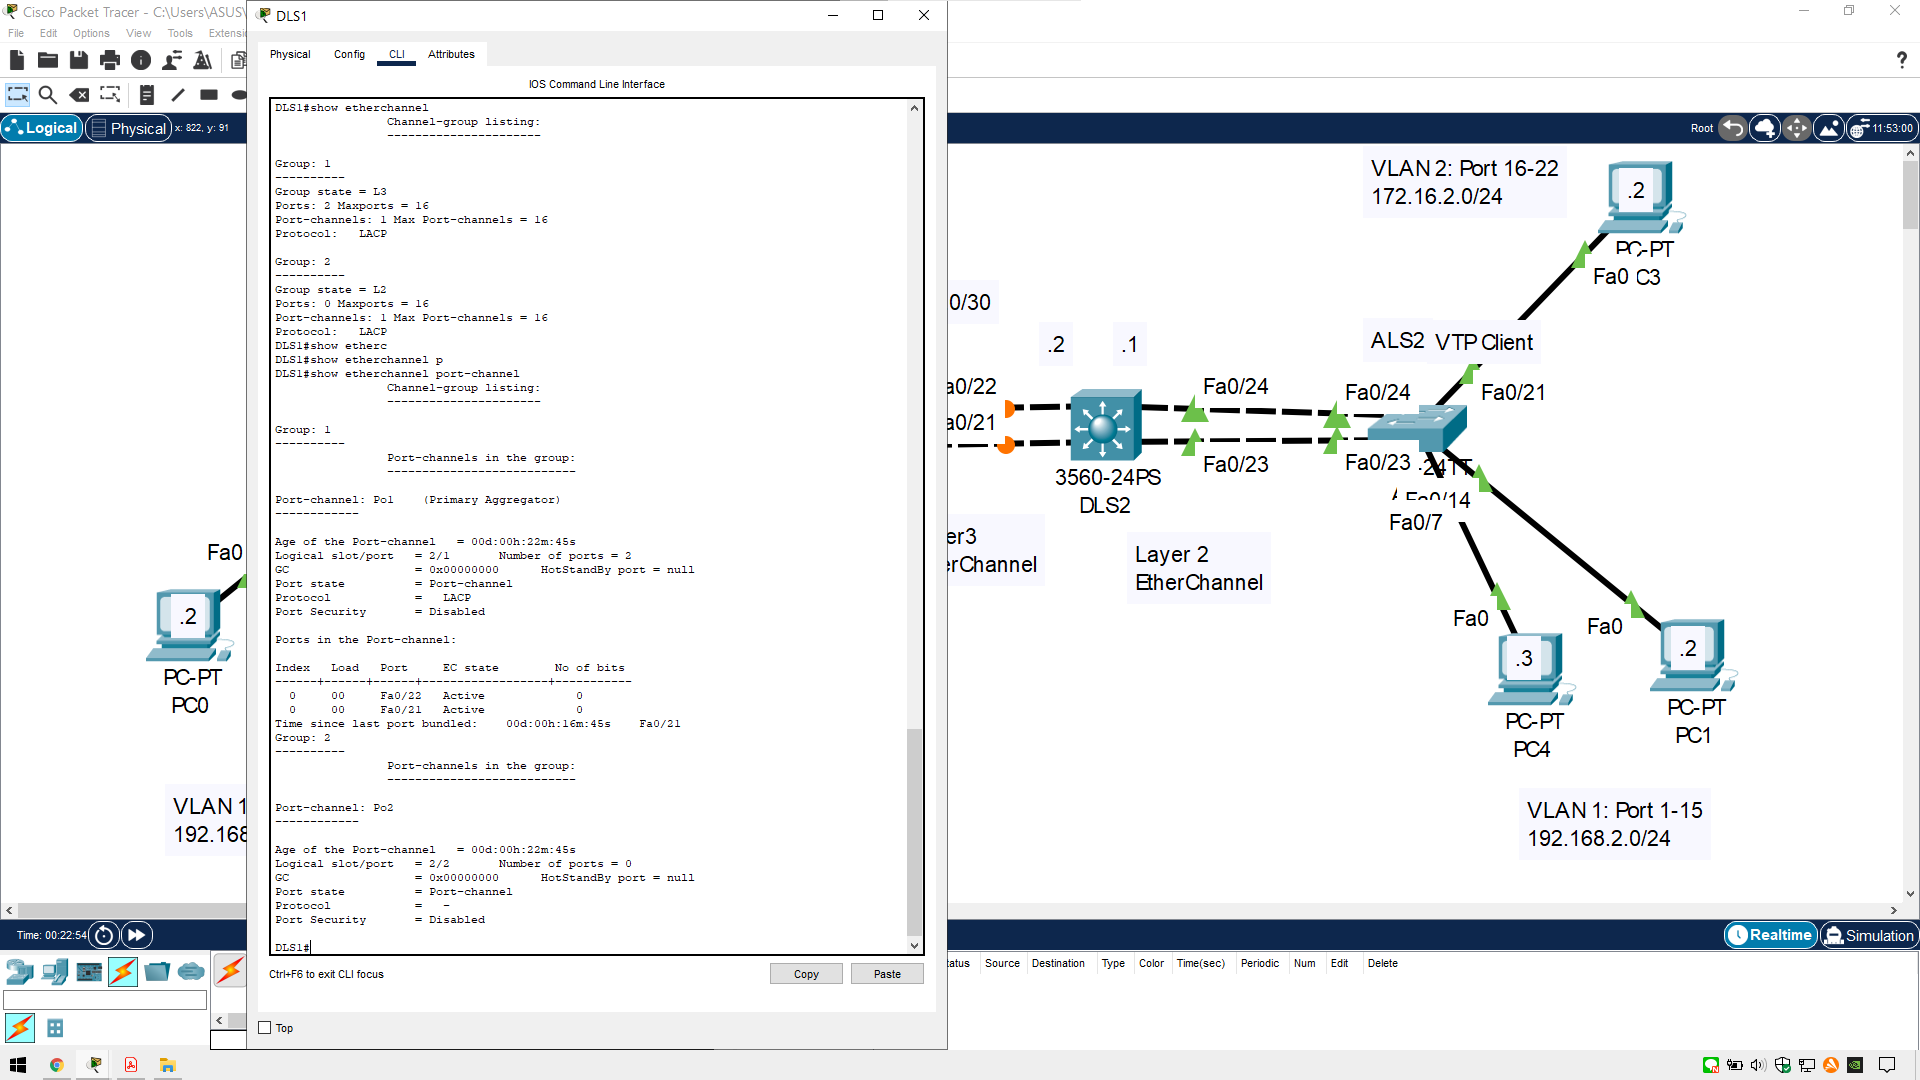 Cisco Packet Tracer - C:\Users\ASUS\
File Edit Options View Tools Extensi
Logical
Physical
x: 822, y: 91
Root
11:53:00
DLS1
Physical Config CLI Attributes
IOS Command Line Interface
DLS1#show etherchannel
Channel-group listing:
----------------------
Group: 1
----------
Group state = L3
Ports: 2 Maxports = 16
Port-channels: 1 Max Port-channels = 16
Protocol: LACP
Group: 2
----------
Group state = L2
Ports: 0 Maxports = 16
Port-channels: 1 Max Port-channels = 16
Protocol: LACP
DLS1#show etherc
DLS1#show etherchannel p
DLS1#show etherchannel port-channel
Channel-group listing:
----------------------
Group: 1
----------
Port-channels in the group:
---------------------------
Port-channel: Po1 (Primary Aggregator)
------------
Age of the Port-channel = 00d:00h:22m:45s
Logical slot/port = 2/1 Number of ports = 2
GC = 0x00000000 HotStandBy port = null
Port state = Port-channel
Protocol = LACP
Port Security = Disabled
Ports in the Port-channel:
Index Load Port EC state No of bits
------+------+------+------------------+-----------
0 00 Fa0/22 Active 0
0 00 Fa0/21 Active 0
Time since last port bundled: 00d:00h:16m:45s Fa0/21
Group: 2
----------
Port-channels in the group:
---------------------------
Port-channel: Po2
------------
Age of the Port-channel = 00d:00h:22m:45s
Logical slot/port = 2/2 Number of ports = 0
GC = 0x00000000 HotStandBy port = null
Port state = Port-channel
Protocol = -
Port Security = Disabled
DLS1#
Ctrl+F6 to exit CLI focus
Copy
Paste
Top
Fa0
.2
PC-PT
PC0
VLAN 1
192.168
VLAN 2: Port 16-22
172.16.2.0/24
.2
PC-PT
Fa0 C3
0/30
.2
.1
ALS2 VTP Client
a0/22
Fa0/24
Fa0/24
Fa0/21
a0/21
Fa0/23
Fa0/23
24TT
3560-24PS
DLS2
Fa0/14
Fa0/7
er3
erChannel
Layer 2
EtherChannel
Fa0
Fa0
.3
.2
PC-PT
PC4
PC-PT
PC1
VLAN 1: Port 1-15
192.168.2.0/24
Time: 00:22:54
Realtime
Simulation
tatus Source Destination Type Color Time(sec) Periodic Num Edit Delete